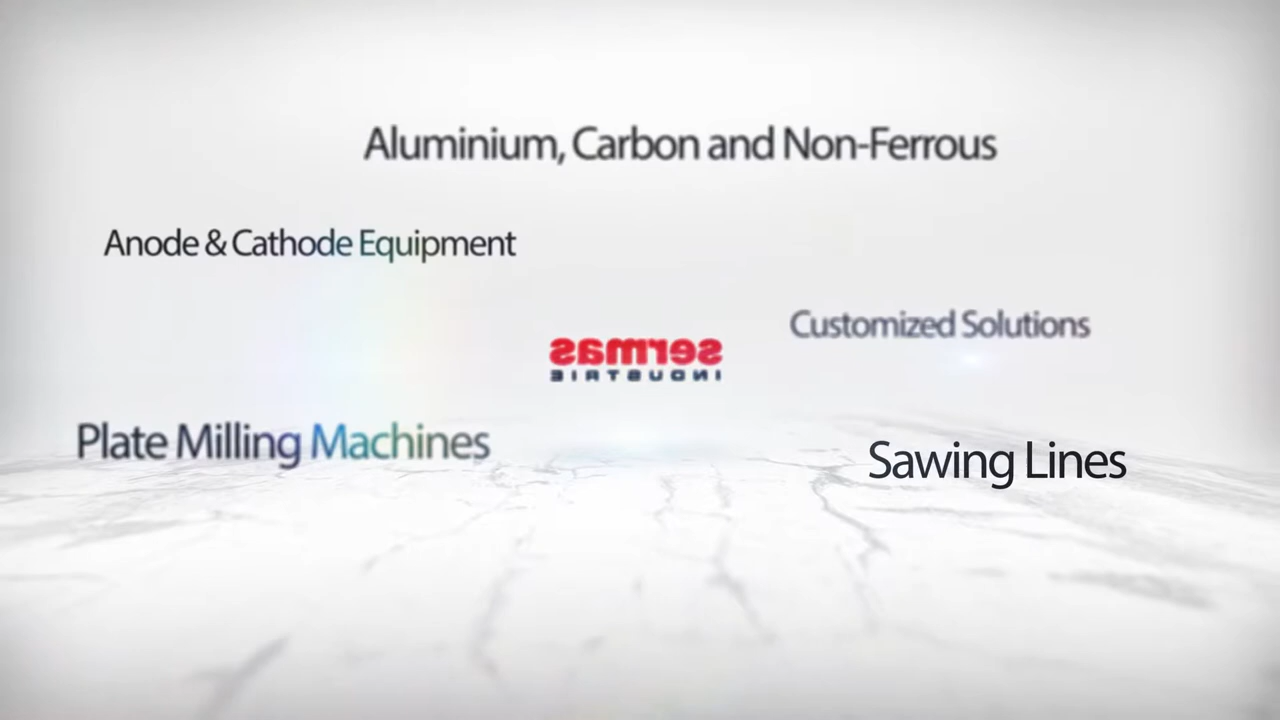 Aluminium, Carbon and Non-Ferrous
Anode & Cathode Equipment
Customized Solutions
sermas
INDUSTRIE
Plate Milling Machines
Sawing Lines